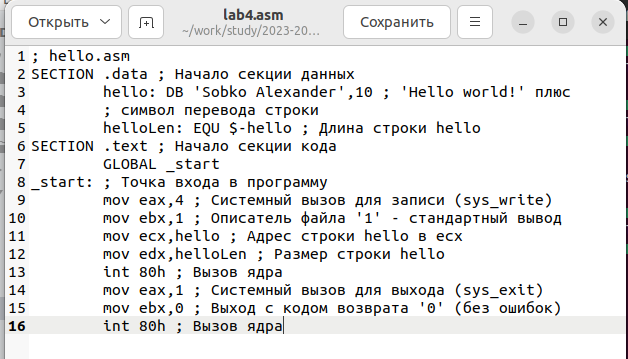 Открыть
lab4.asm
~/work/study/2023-20...
Сохранить
1 ; hello.asm
2 SECTION .data ; Начало секции данных
3 hello: DB 'Sobko Alexander',10 ; 'Hello world!' плюс
4 ; символ перевода строки
5 helloLen: EQU $-hello ; Длина строки hello
6 SECTION .text ; Начало секции кода
7 GLOBAL _start
8 _start: ; Точка входа в программу
9 mov eax,4 ; Системный вызов для записи (sys_write)
10 mov ebx,1 ; Описатель файла '1' - стандартный вывод
11 mov ecx,hello ; Адрес строки hello в ecx
12 mov edx,helloLen ; Размер строки hello
13 int 80h ; Вызов ядра
14 mov eax,1 ; Системный вызов для выхода (sys_exit)
15 mov ebx,0 ; Выход с кодом возврата '0' (без ошибок)
16 int 80h ; Вызов ядра